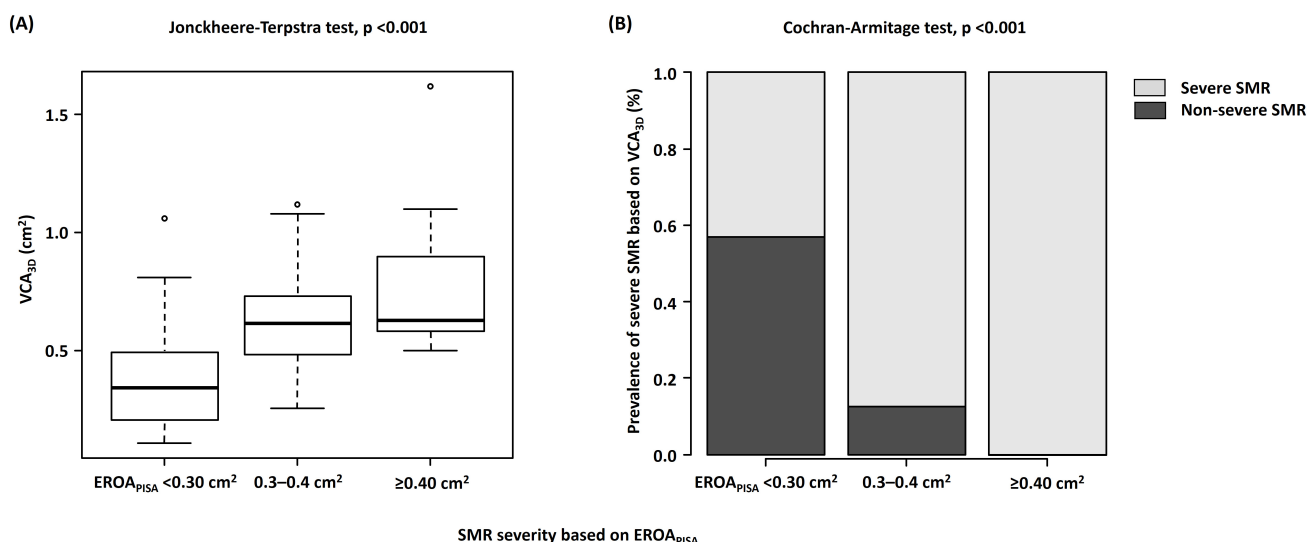 (A)
Jonckheere-Terpstra test, p <0.001
VCA3D (cm²)
1.5
1.0
0.5
EROAPISA <0.30 cm²
0.3–0.4 cm²
≥0.40 cm²
(B)
Cochran-Armitage test, p <0.001
Prevalence of severe SMR based on VCA3D (%)
1.0
0.8
0.6
0.4
0.2
0.0
EROAPISA <0.30 cm²
0.3–0.4 cm²
≥0.40 cm²
Severe SMR
Non-severe SMR
SMR severity based on EROAPISA